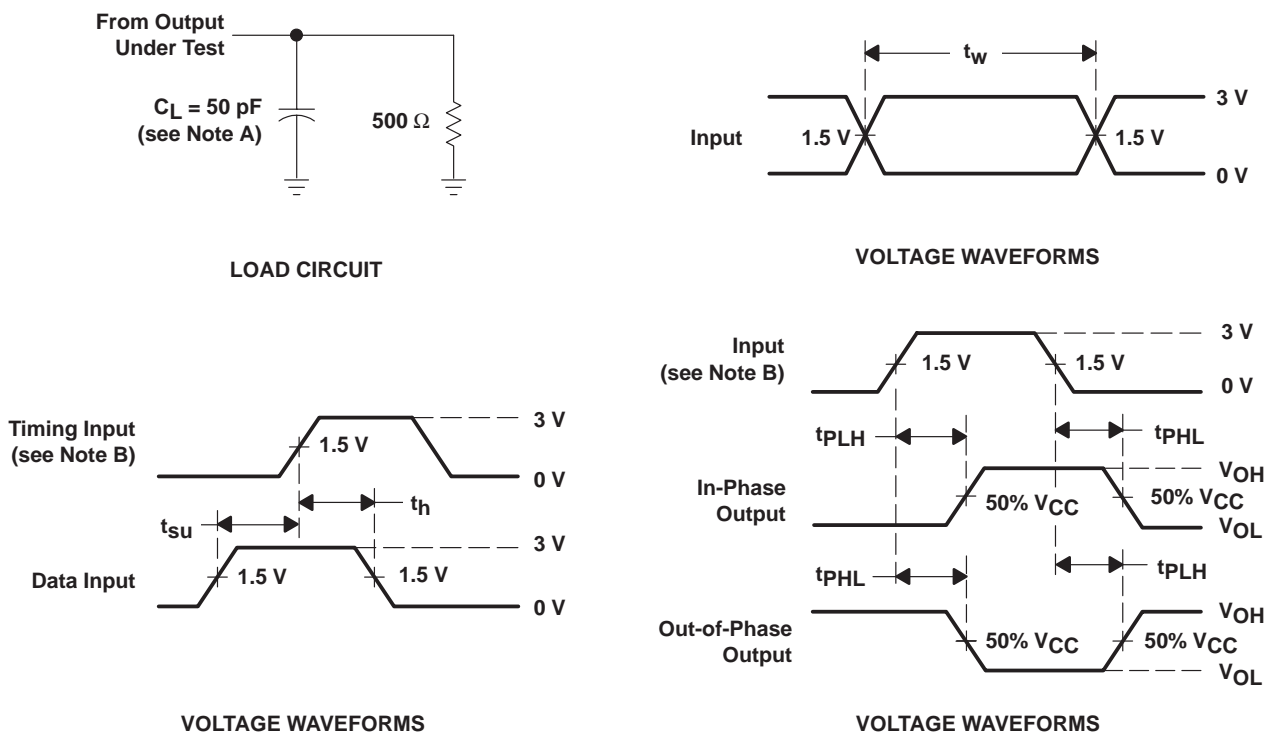 From Output
Under Test
CL = 50 pF
(see Note A)
500 Ω
LOAD CIRCUIT
tw
Input
1.5 V
1.5 V
3 V
0 V
VOLTAGE WAVEFORMS
Timing Input
(see Note B)
1.5 V
3 V
0 V
th
tsu
Data Input
1.5 V
1.5 V
3 V
0 V
VOLTAGE WAVEFORMS
Input
(see Note B)
1.5 V
1.5 V
3 V
0 V
tPLH
tPHL
In-Phase
Output
50% VCC
50% VCC
VOH
VOL
tPHL
tPLH
Out-of-Phase
Output
50% VCC
50% VCC
VOH
VOL
VOLTAGE WAVEFORMS